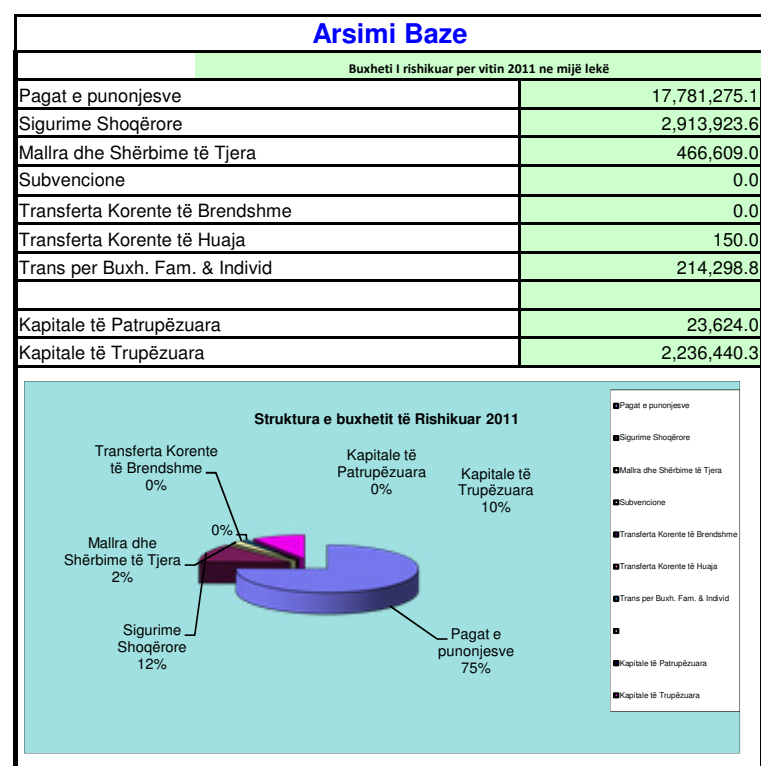 Arsimi Baze
Buxheti I rishikuar per vitin 2011 ne mijë lekë
Pagat e punonjesve 17,781,275.1
Sigurime Shoqërore 2,913,923.6
Mallra dhe Shërbime të Tjera 466,609.0
Subvencione 0.0
Transferta Korente të Brendshme 0.0
Transferta Korente të Huaja 150.0
Trans per Buxh. Fam. & Individ 214,298.8
Kapitale të Patrupëzuara 23,624.0
Kapitale të Trupëzuara 2,236,440.3
Struktura e buxhetit të Rishikuar 2011
Transferta Korente
të Brendshme
0%
Kapitale të
Patrupëzuara
0%
Kapitale të
Trupëzuara
10%
0%
Mallra dhe
Shërbime të Tjera
2%
Sigurime
Shoqërore
12%
Pagat e
punonjesve
75%
Pagat e punonjesve
Sigurime Shoqërore
Mallra dhe Shërbime të Tjera
Subvencione
Transferta Korente të Brendshme
Transferta Korente të Huaja
Trans per Buxh. Fam. & Individ
Kapitale të Patrupëzuara
Kapitale të Trupëzuara